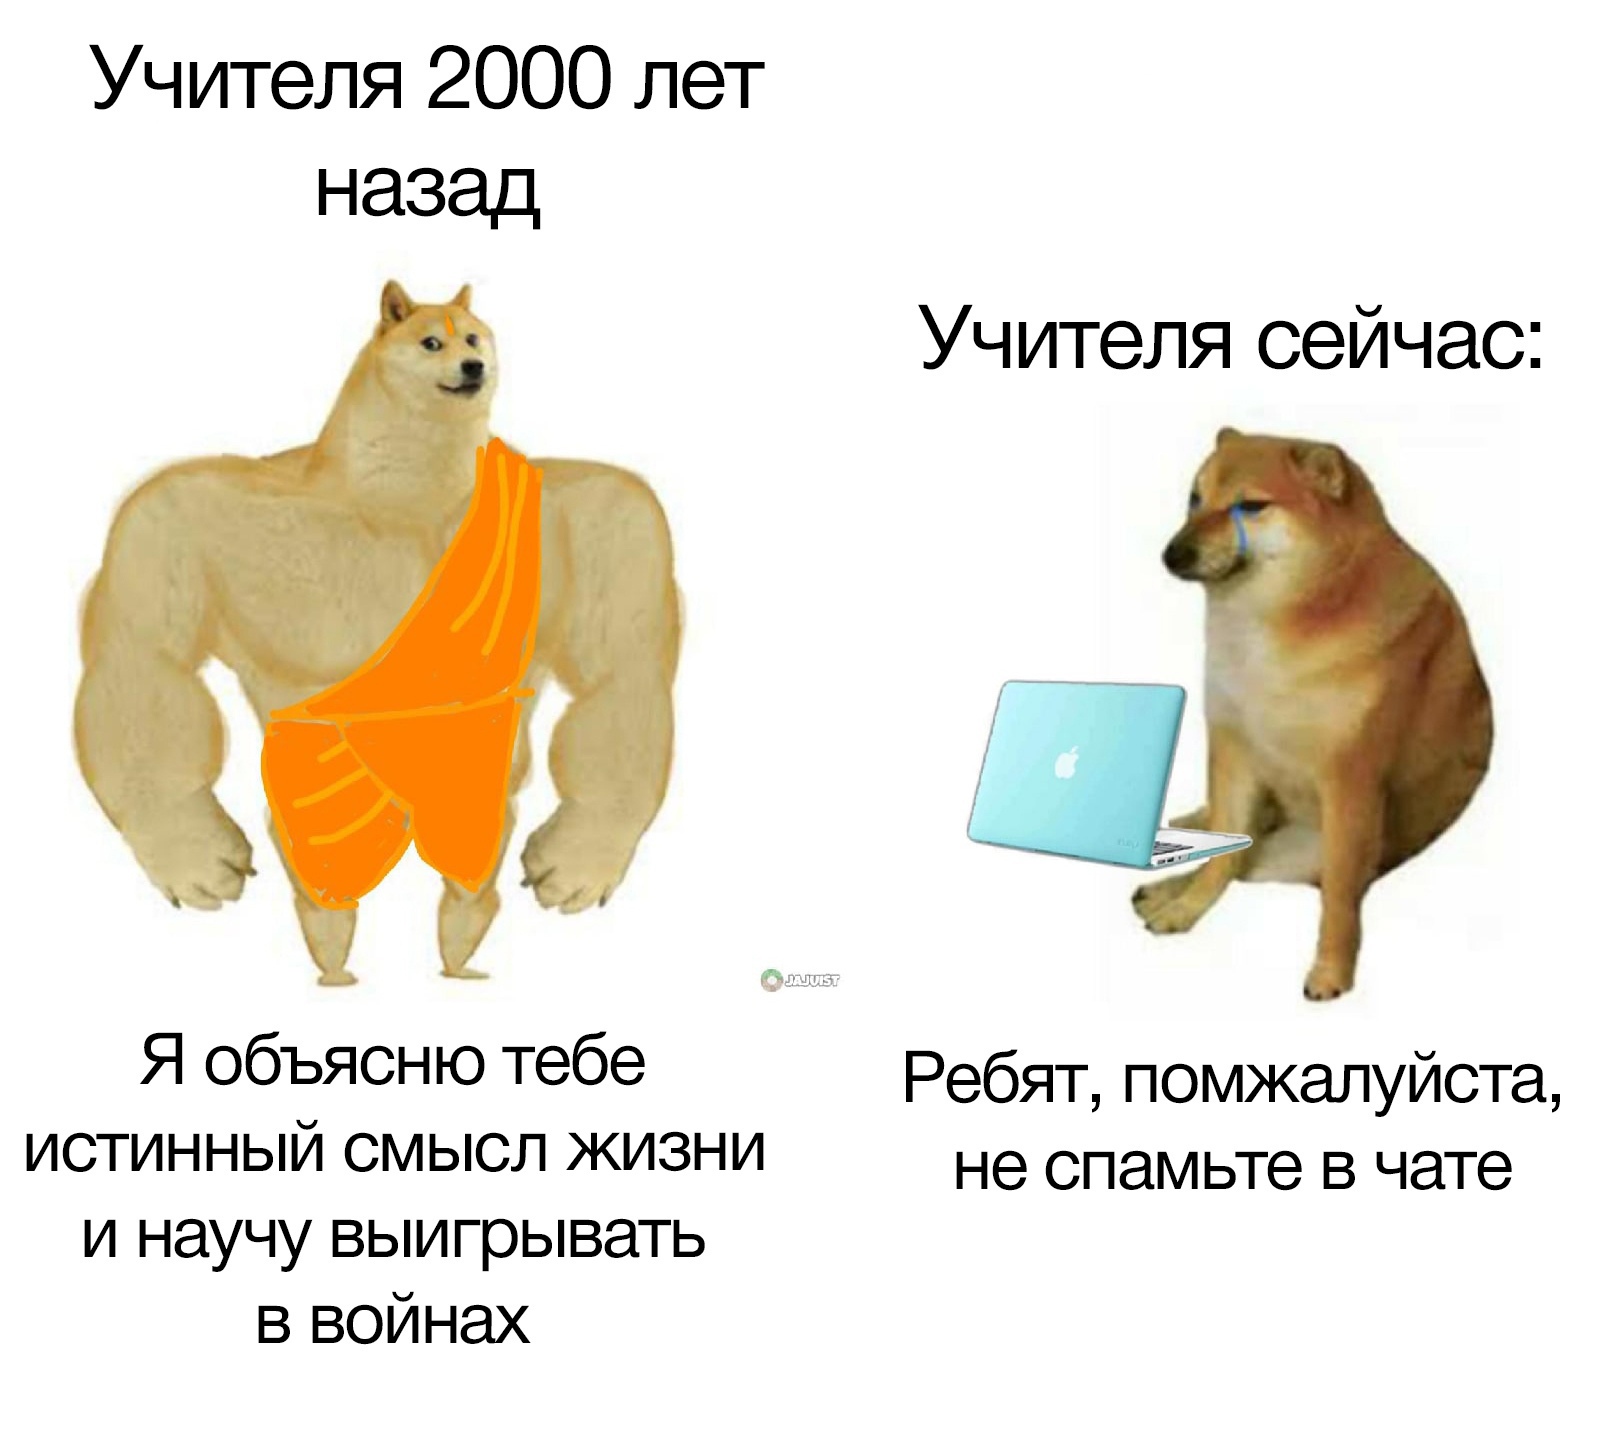 Учителя 2000 лет
назад
Я объясню тебе
истинный смысл жизни
и научу выигрывать
в войнах
Учителя сейчас:
Ребят, помжалуйста,
не спамьте в чате
JAJUIST